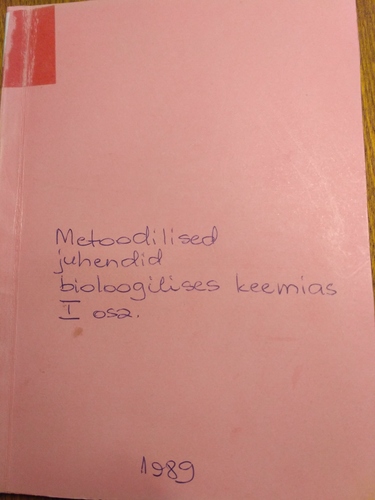 Metoodilised
juhendid
bioloogilises keemias
I osa.
1989